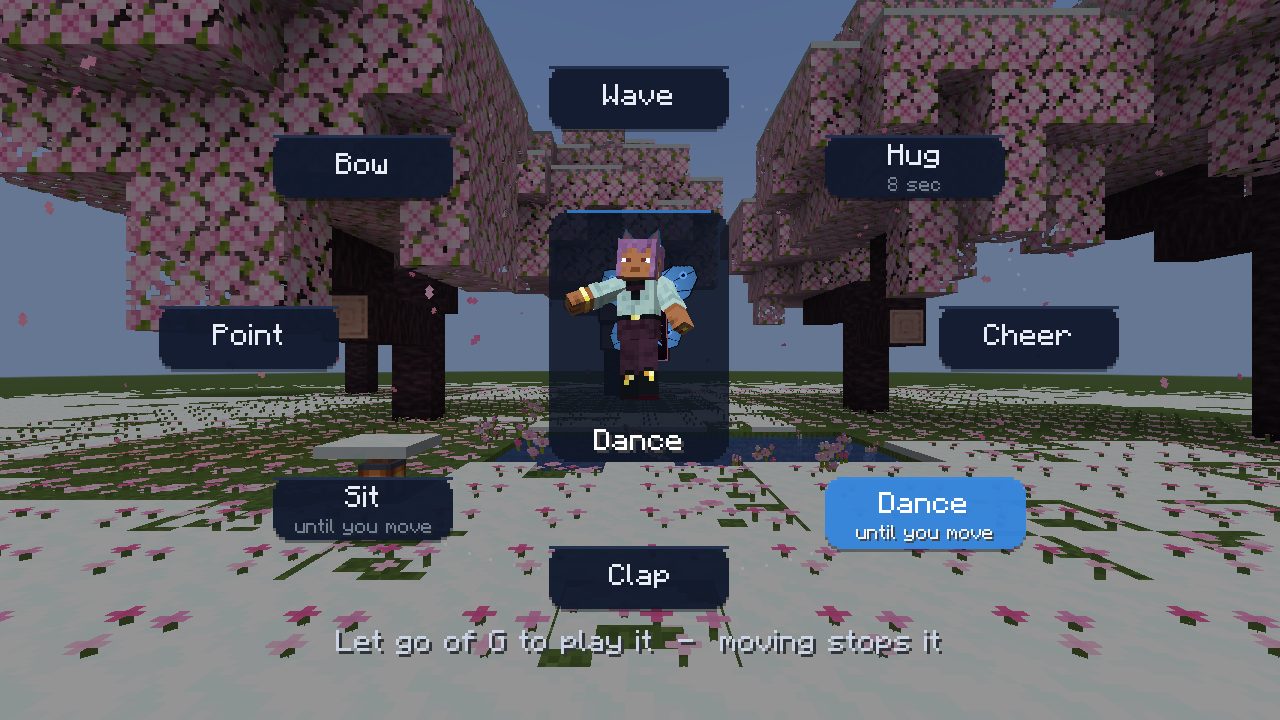 Wave
Bow
Hug
8 sec
Point
Cheer
Dance
Sit
until you move
Dance
until you move
Clap
Let go of G to play it - moving stops it